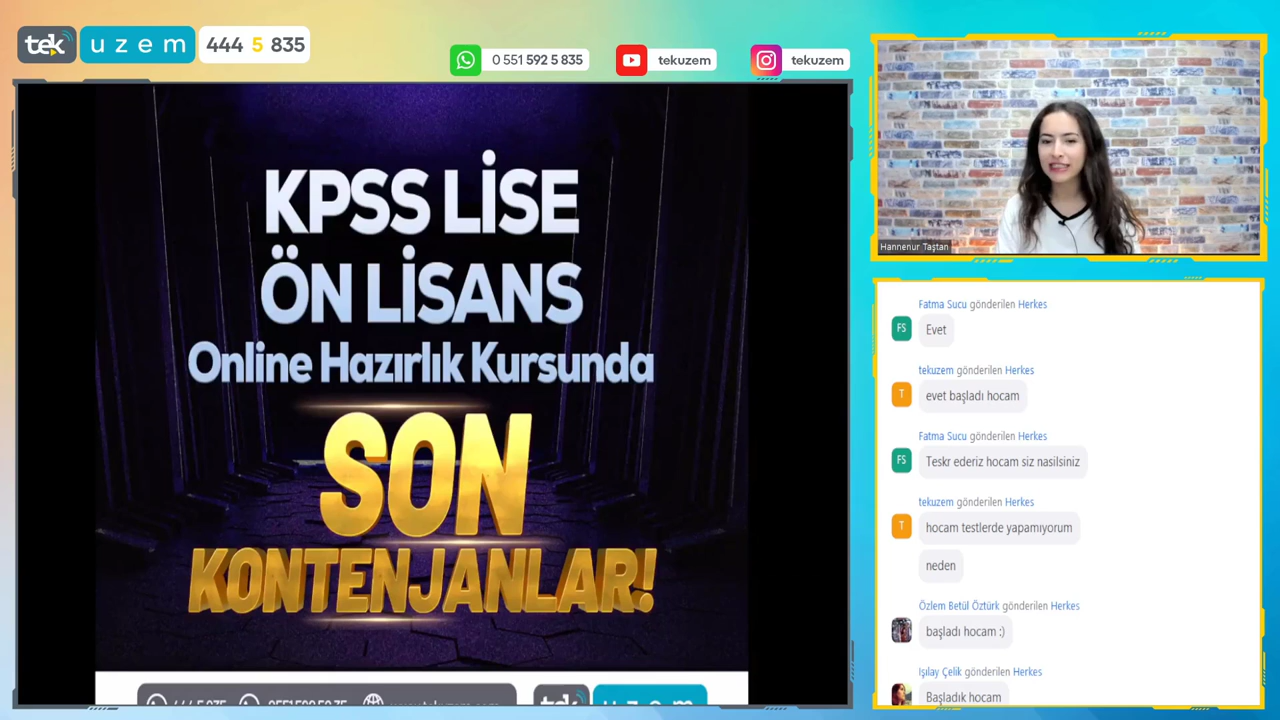 tek
uzem
444 5 835
0 551 592 5 835
tekuzem
tekuzem
KPSS LİSE
ÖN LİSANS
Online Hazırlık Kursunda
SON
KONTENJANLAR!
tek
Hannenur Taştan
Fatma Sucu gönderilen Herkes
FS
Evet
tekuzem gönderilen Herkes
T
evet başladı hocam
Fatma Sucu gönderilen Herkes
FS
Teskr ederiz hocam siz nasilsiniz
tekuzem gönderilen Herkes
T
hocam testlerde yapamıyorum
neden
Özlem Betül Öztürk gönderilen Herkes
başladı hocam :)
Işılay Çelik gönderilen Herkes
Başladık hocam